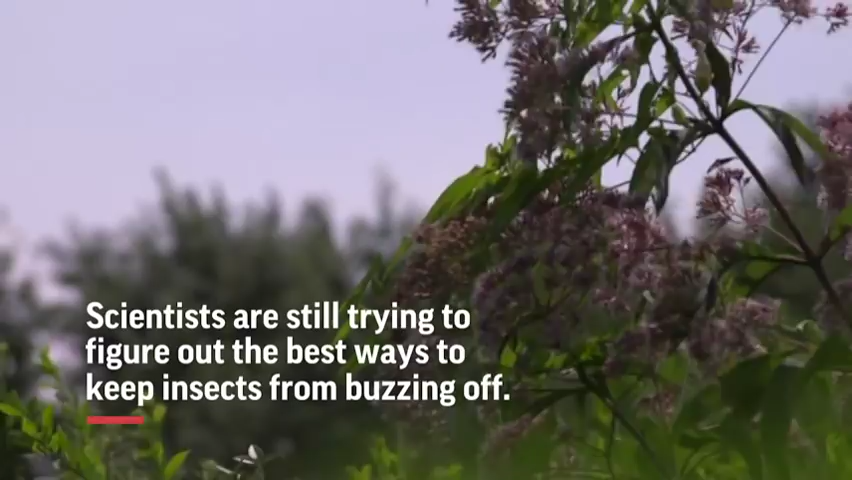 Scientists are still trying to
figure out the best ways to
keep insects from buzzing off.